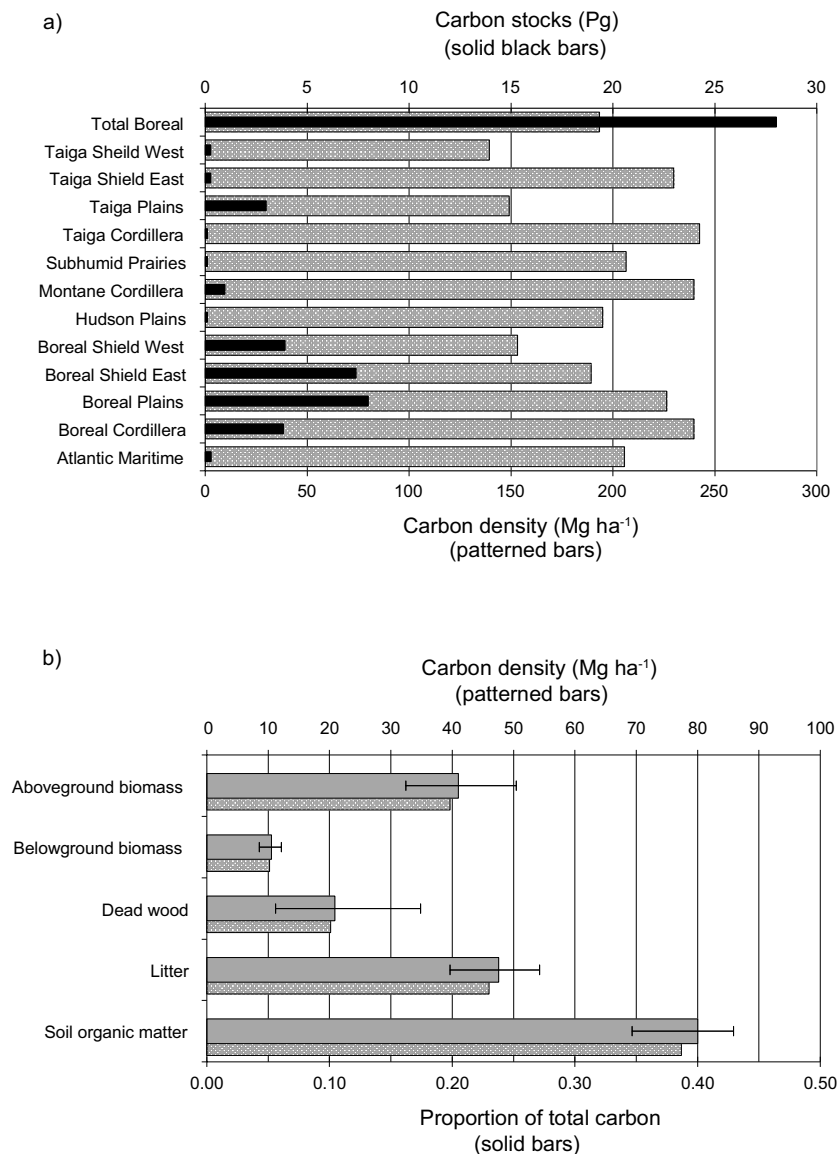 a)
Carbon stocks (Pg)
(solid black bars)
0 5 10 15 20 25 30
Total Boreal
Taiga Sheild West
Taiga Shield East
Taiga Plains
Taiga Cordillera
Subhumid Prairies
Montane Cordillera
Hudson Plains
Boreal Shield West
Boreal Shield East
Boreal Plains
Boreal Cordillera
Atlantic Maritime
0 50 100 150 200 250 300
Carbon density (Mg ha⁻¹)
(patterned bars)
b)
Carbon density (Mg ha⁻¹)
(patterned bars)
0 10 20 30 40 50 60 70 80 90 100
Aboveground biomass
Belowground biomass
Dead wood
Litter
Soil organic matter
0.00 0.10 0.20 0.30 0.40 0.50
Proportion of total carbon
(solid bars)